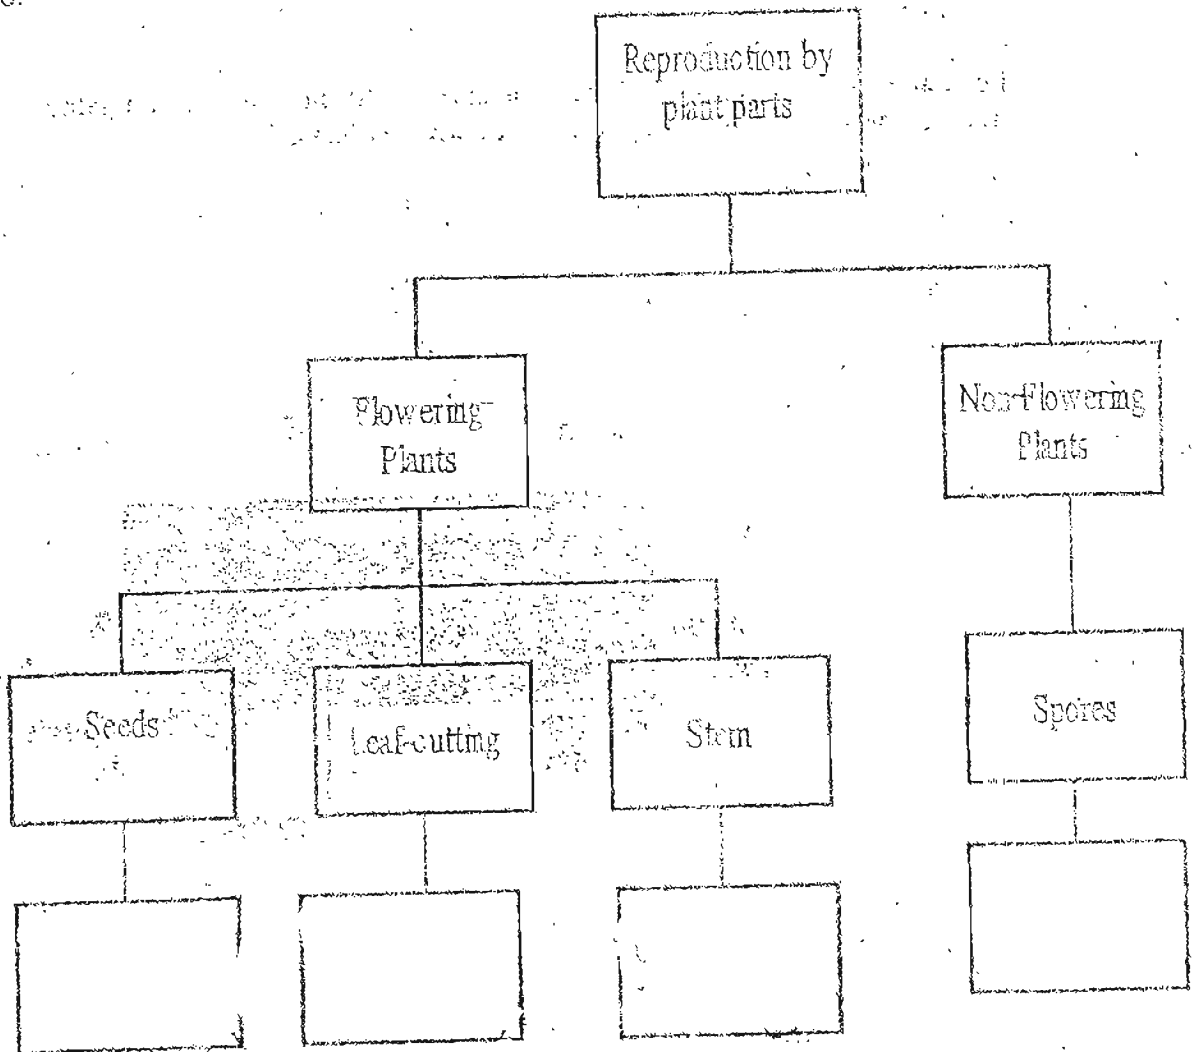 Reproduction by
plant parts
Flowering
Plants
Non-Flowering
Plants
Seeds
Leaf-cutting
Stem
Spores